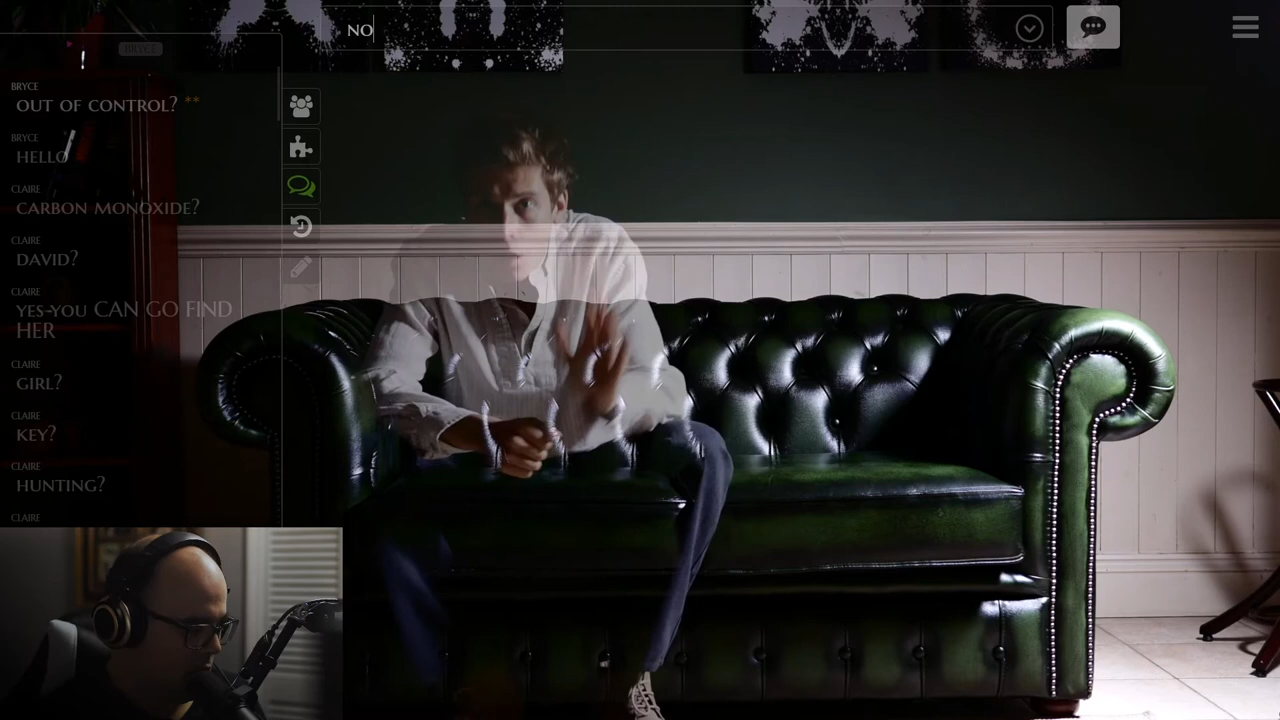 NO
BRYCE
BRYCE
OUT OF CONTROL? **
BRYCE
HELLO
CLAIRE
CARBON MONOXIDE?
CLAIRE
DAVID?
CLAIRE
YES-YOU CAN GO FIND
HER
CLAIRE
GIRL?
CLAIRE
KEY?
CLAIRE
HUNTING?
CLAIRE